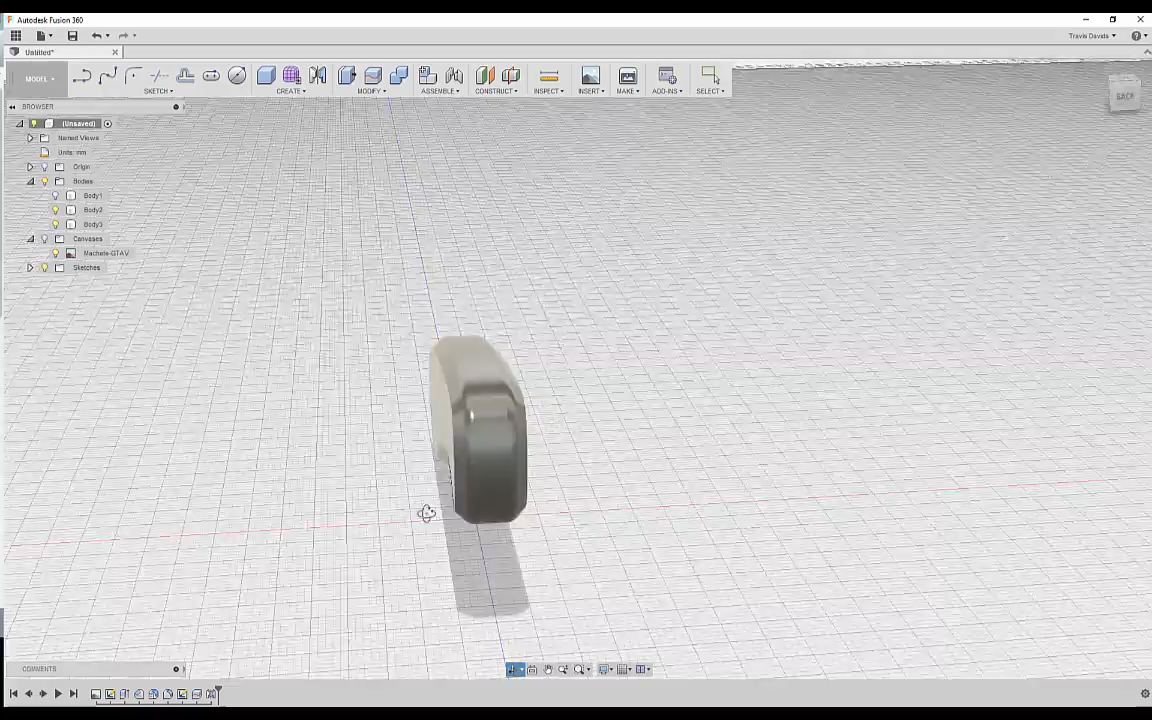 Autodesk Fusion 360
Travis Davids
Untitled*
MODEL
SKETCH
CREATE
MODIFY
ASSEMBLE
CONSTRUCT
INSPECT
INSERT
MAKE
ADD-INS
SELECT
BACK
BROWSER
(Unsaved)
Named Views
Units: mm
Origin
Bodies
Body1
Body2
Body3
Canvases
Machete-GTAV
Sketches
COMMENTS